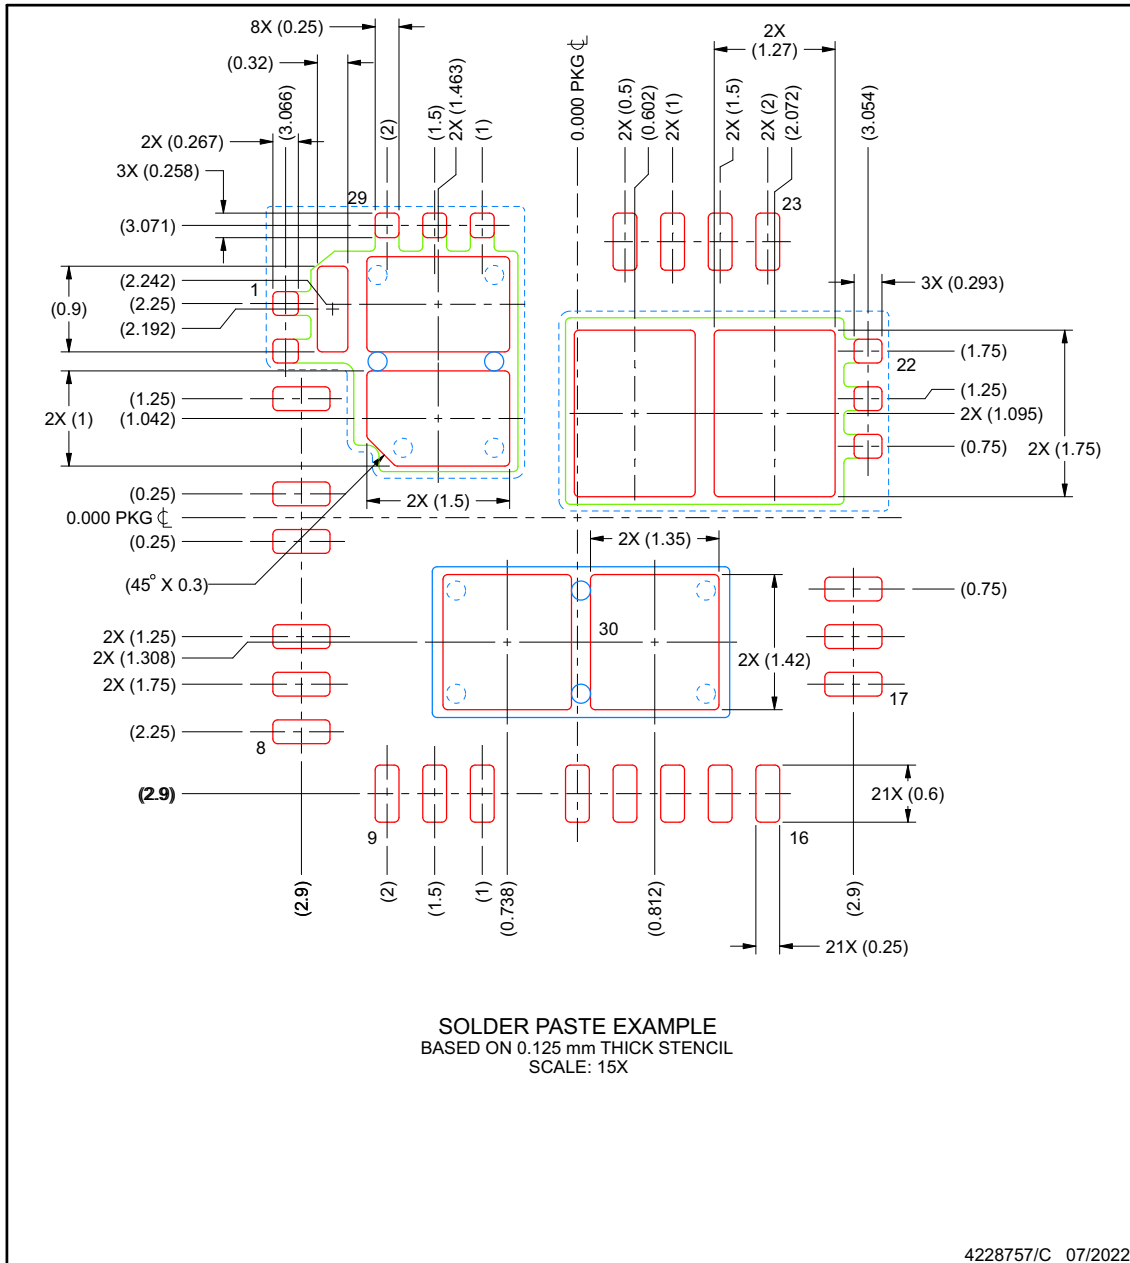 8X (0.25)
(0.32)
2X (0.267)
3X (0.258)
(3.071)
(3.066)
(2)
(1.5)
2X (1.463)
(1)
0.000 PKG ℄
2X (0.5)
(0.602)
2X (1)
2X (1.5)
2X (2)
(2.072)
2X
(1.27)
(3.054)
29
23
3X (0.293)
1
(2.242)
(2.25)
(2.192)
(0.9)
22
(1.75)
(1.25)
2X (1.095)
(0.75)
2X (1.75)
(1.25)
(1.042)
2X (1)
2X (1.5)
(0.25)
0.000 PKG ℄
(0.25)
(45° X 0.3)
2X (1.35)
(0.75)
30
2X (1.25)
2X (1.308)
2X (1.42)
2X (1.75)
17
(2.25)
8
(2.9)
21X (0.6)
9
16
(2.9)
(2)
(1.5)
(1)
(0.738)
(0.812)
(2.9)
21X (0.25)
SOLDER PASTE EXAMPLE
BASED ON 0.125 mm THICK STENCIL
SCALE: 15X
4228757/C 07/2022